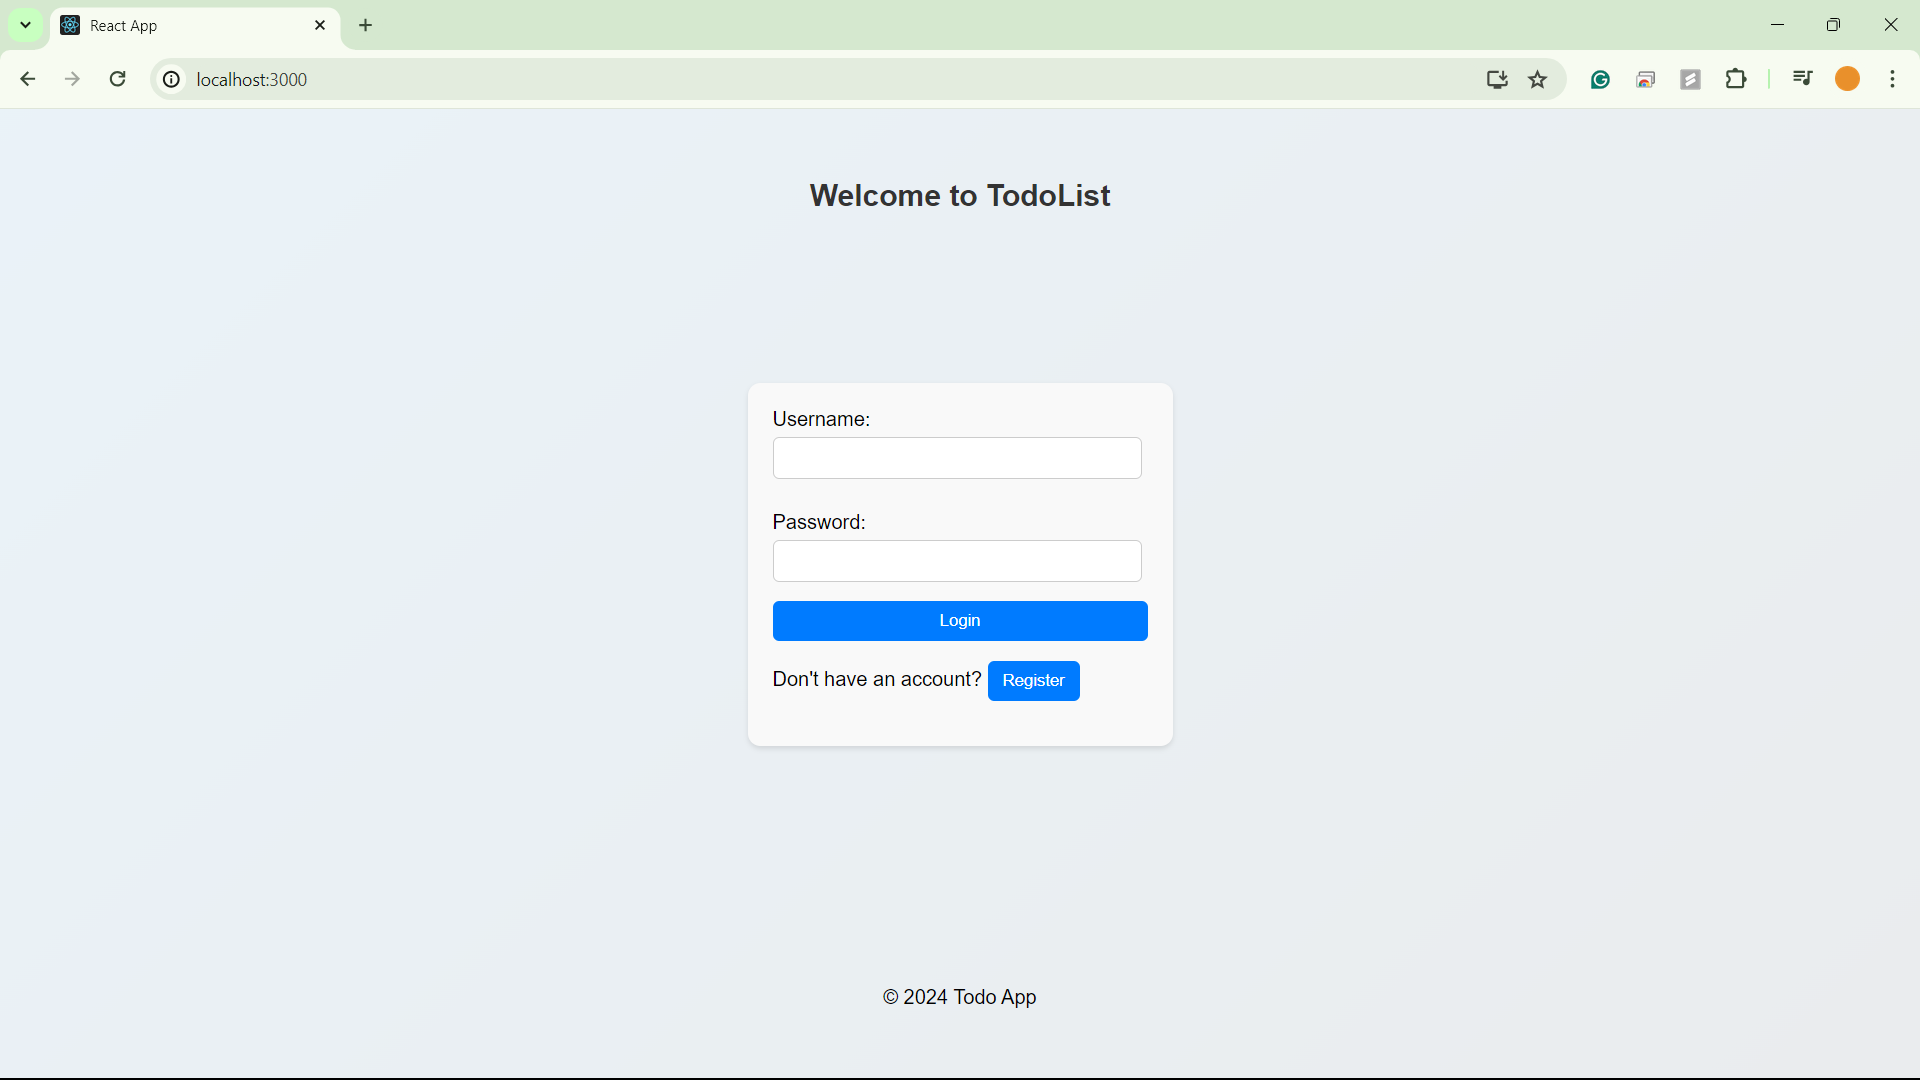 React App
localhost:3000
Welcome to TodoList
Username:
Password:
Login
Don't have an account? Register
© 2024 Todo App